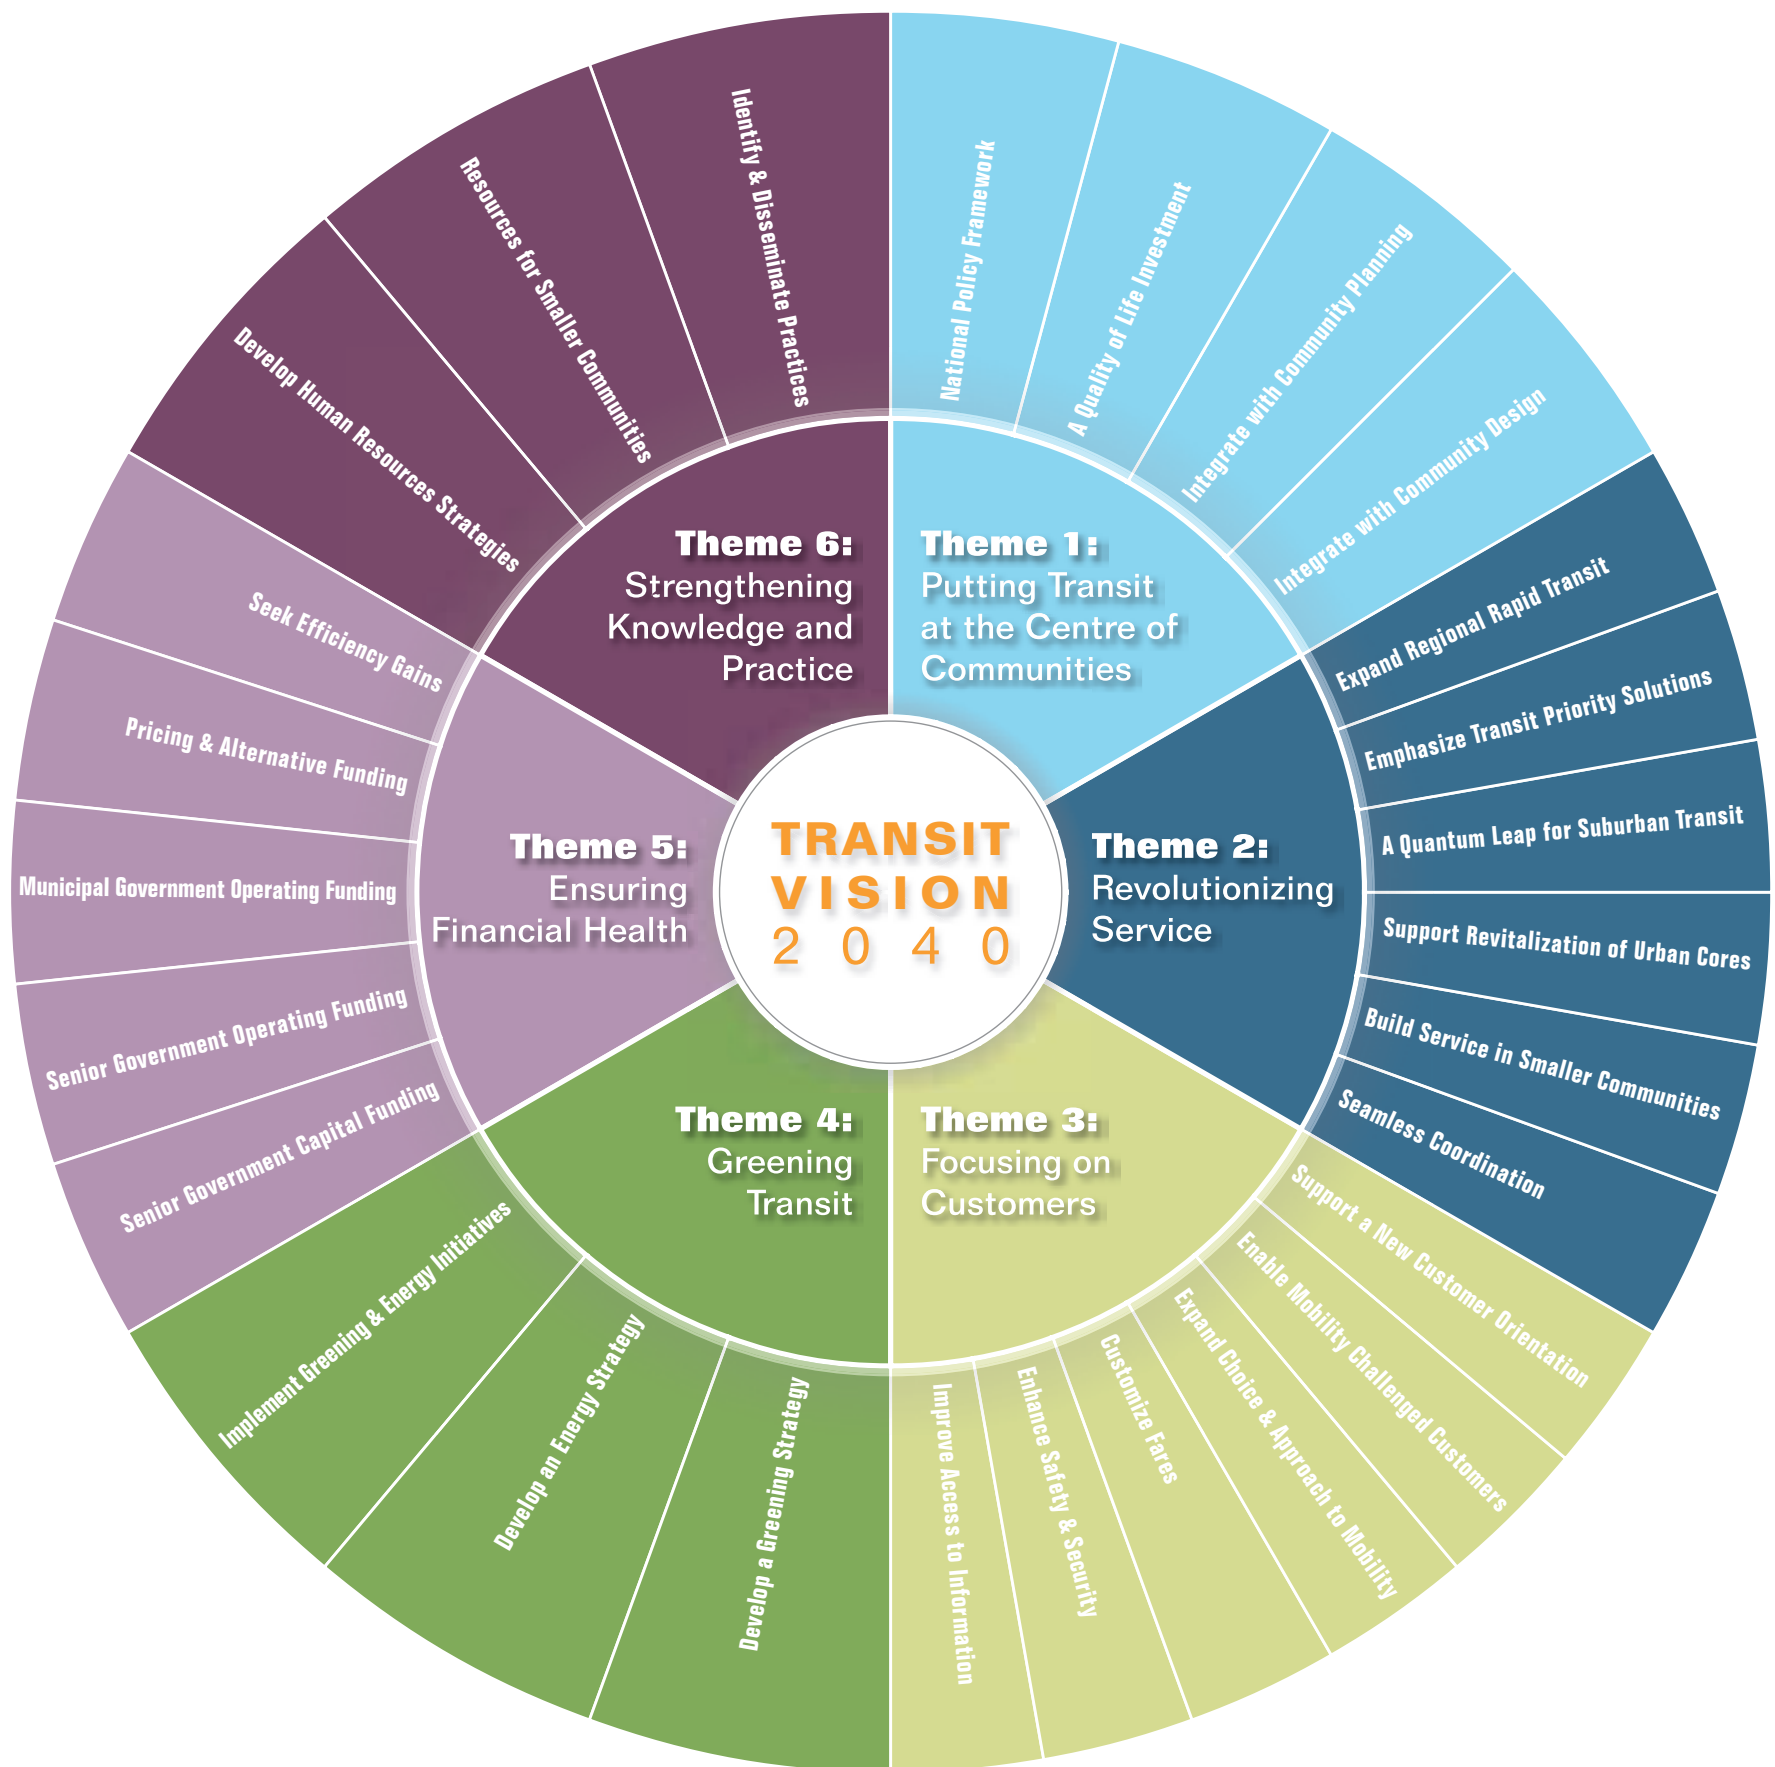 TRANSIT
VISION
2040
Theme 1:
Putting Transit
at the Centre of
Communities
National Policy Framework
A Quality of Life Investment
Integrate with Community Planning
Integrate with Community Design
Theme 2:
Revolutionizing
Service
Expand Regional Rapid Transit
Emphasize Transit Priority Solutions
A Quantum Leap for Suburban Transit
Support Revitalization of Urban Cores
Build Service in Smaller Communities
Seamless Coordination
Theme 3:
Focusing on
Customers
Support a New Customer Orientation
Enable Mobility Challenged Customers
Expand Choice & Approach to Mobility
Customize Fares
Enhance Safety & Security
Improve Access to Information
Theme 4:
Greening
Transit
Develop a Greening Strategy
Develop an Energy Strategy
Implement Greening & Energy Initiatives
Theme 5:
Ensuring
Financial Health
Senior Government Capital Funding
Senior Government Operating Funding
Municipal Government Operating Funding
Pricing & Alternative Funding
Seek Efficiency Gains
Theme 6:
Strengthening
Knowledge and
Practice
Develop Human Resources Strategies
Resources for Smaller Communities
Identify & Disseminate Practices